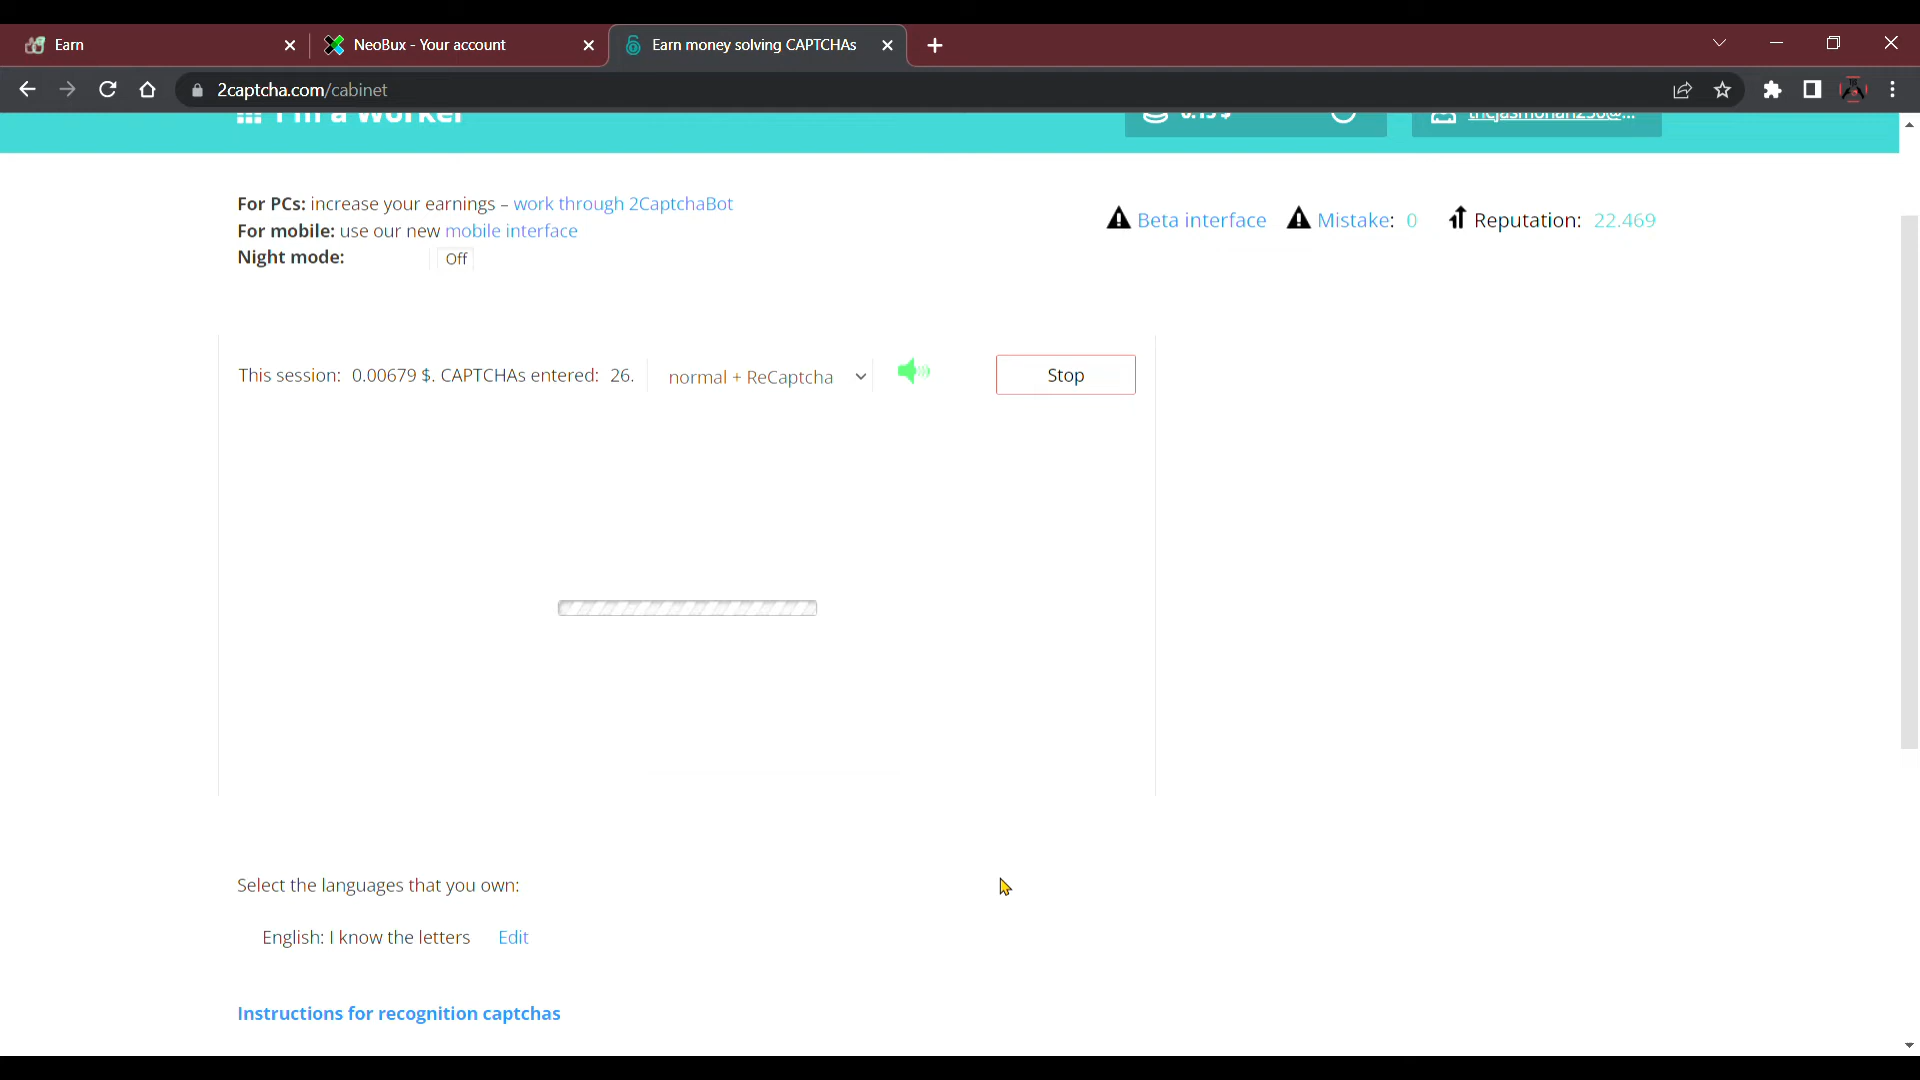 Earn
NeoBux - Your account
Earn money solving CAPTCHAs
2captcha.com/cabinet
I'm a Worker
For PCs: increase your earnings – work through 2CaptchaBot
For mobile: use our new mobile interface
Night mode: Off
Beta interface Mistake: 0 Reputation: 22.469
This session: 0.00679 $. CAPTCHAs entered: 26.
normal + ReCaptcha
Stop
Select the languages that you own:
English: I know the letters Edit
Instructions for recognition captchas